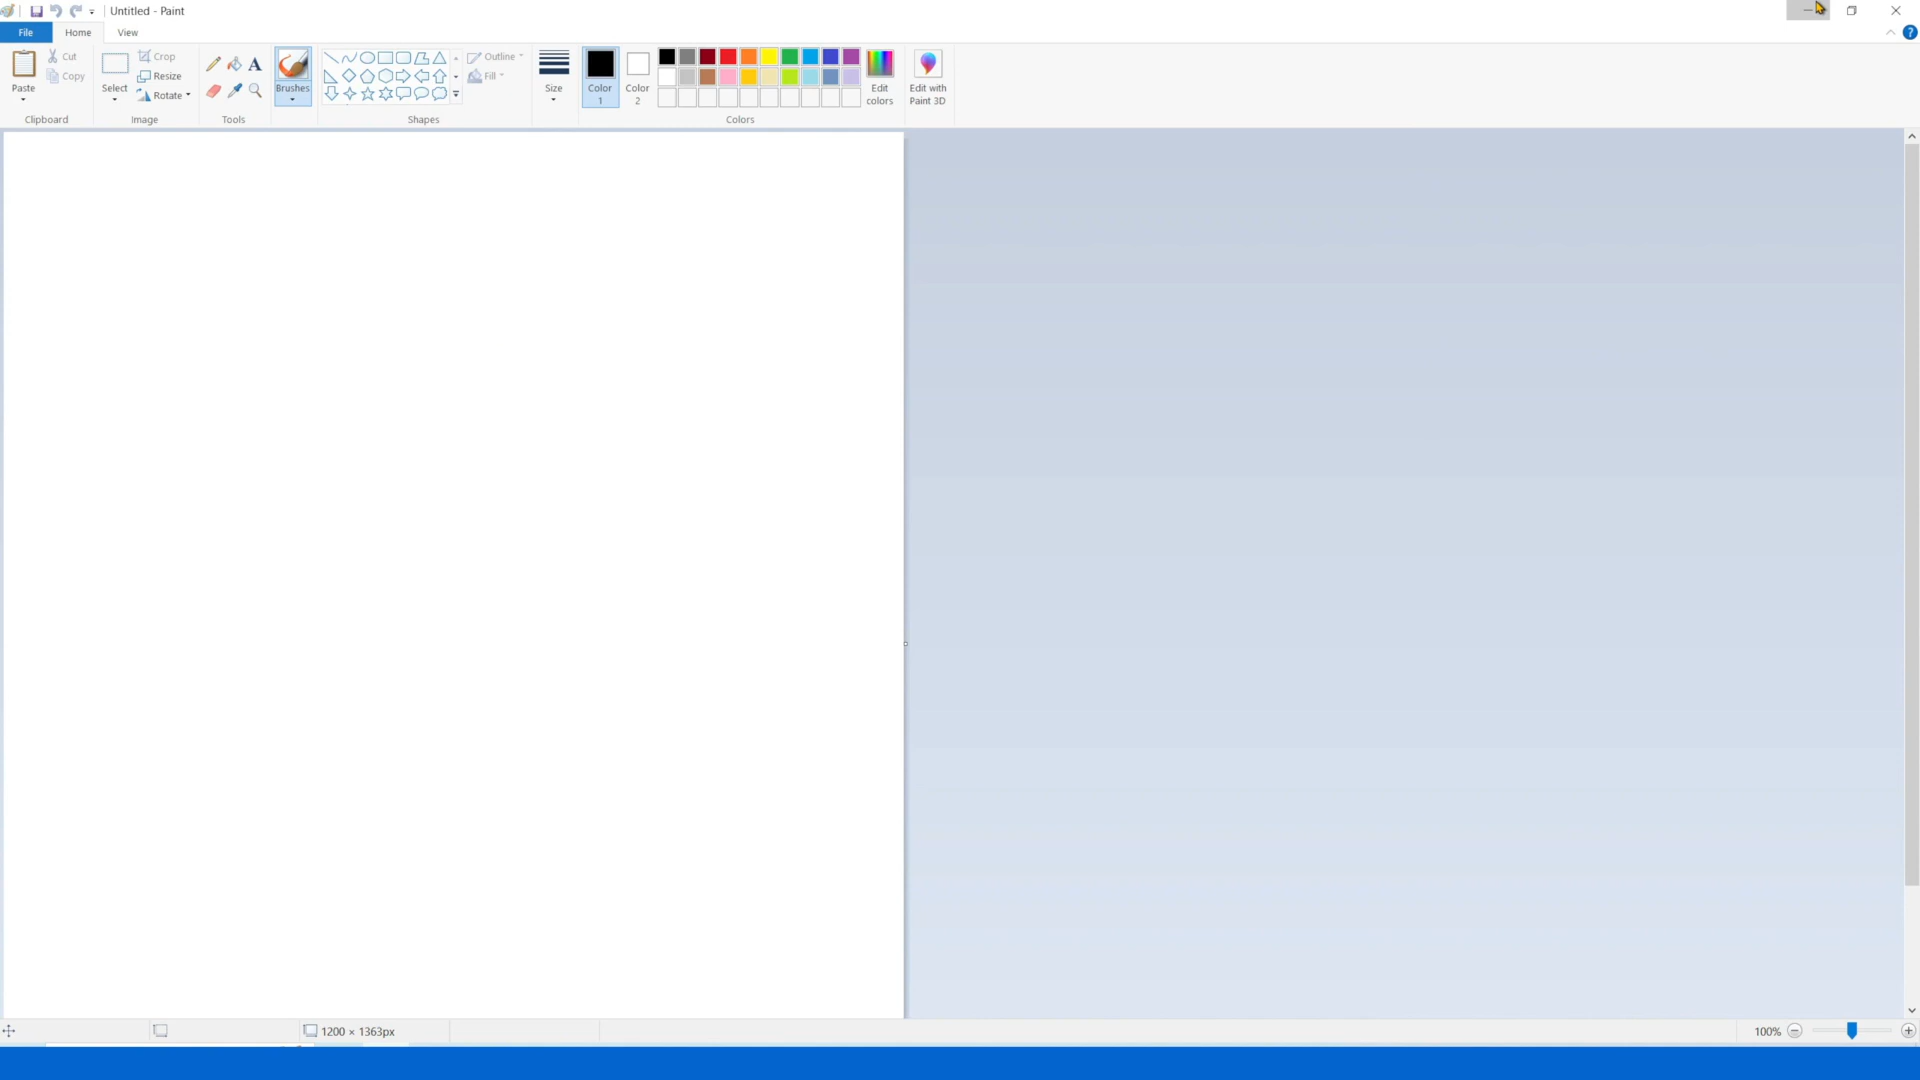 Untitled - Paint
File Home View
Paste Cut Copy
Clipboard
Select Crop Resize Rotate
Image
A
Tools
Brushes
Outline
Fill
Shapes
Size
Color 1
Color 2
Edit colors
Colors
Edit with Paint 3D
?
1200 × 1363px
100%